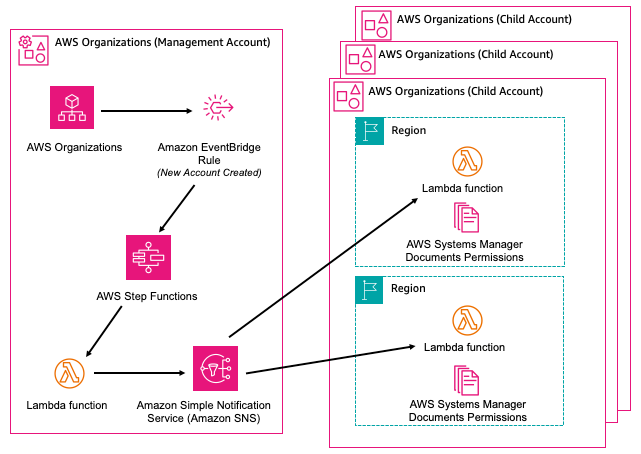 AWS Organizations (Management Account)
AWS Organizations
Amazon EventBridge
Rule
(New Account Created)
AWS Step Functions
Lambda function
Amazon Simple Notification
Service (Amazon SNS)
AWS Organizations (Child Account)
AWS Organizations (Child Account)
AWS Organizations (Child Account)
Region
Lambda function
AWS Systems Manager
Documents Permissions
Region
Lambda function
AWS Systems Manager
Documents Permissions